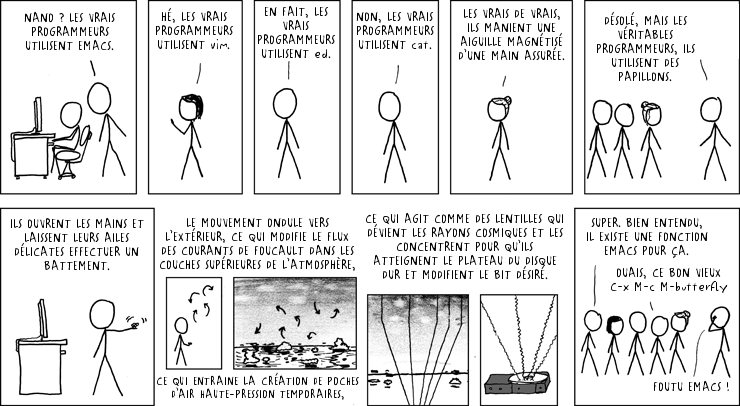 NANO ? LES VRAIS
PROGRAMMEURS
UTILISENT EMACS.
HÉ, LES VRAIS
PROGRAMMEURS
UTILISENT vim.
EN FAIT, LES
VRAIS
PROGRAMMEURS
UTILISENT ed.
NON, LES VRAIS
PROGRAMMEURS
UTILISENT cat.
LES VRAIS DE VRAIS,
ILS MANIENT UNE
AIGUILLE MAGNÉTISÉ
D'UNE MAIN ASSURÉE.
DÉSOLÉ, MAIS LES
VÉRITABLES
PROGRAMMEURS, ILS
UTILISENT DES
PAPILLONS.
ILS OUVRENT LES MAINS ET
LAISSENT LEURS AILES
DÉLICATES EFFECTUER UN
BATTEMENT.
LE MOUVEMENT ONDULE VERS
L'EXTÉRIEUR, CE QUI MODIFIE LE FLUX
DES COURANTS DE FOUCAULT DANS LES
COUCHES SUPÉRIEURES DE L'ATMOSPHÈRE,
CE QUI ENTRAINE LA CRÉATION DE POCHES
D'AIR HAUTE-PRESSION TEMPORAIRES,
CE QUI AGIT COMME DES LENTILLES QUI
DÉVIENT LES RAYONS COSMIQUES ET LES
CONCENTRENT POUR QU'ILS
ATTEIGNENT LE PLATEAU DU DISQUE
DUR ET MODIFIENT LE BIT DÉSIRÉ.
SUPER. BIEN ENTENDU,
IL EXISTE UNE FONCTION
EMACS POUR ÇA.
OUAIS, CE BON VIEUX
C-x M-c M-butterfly
FOUTU EMACS !